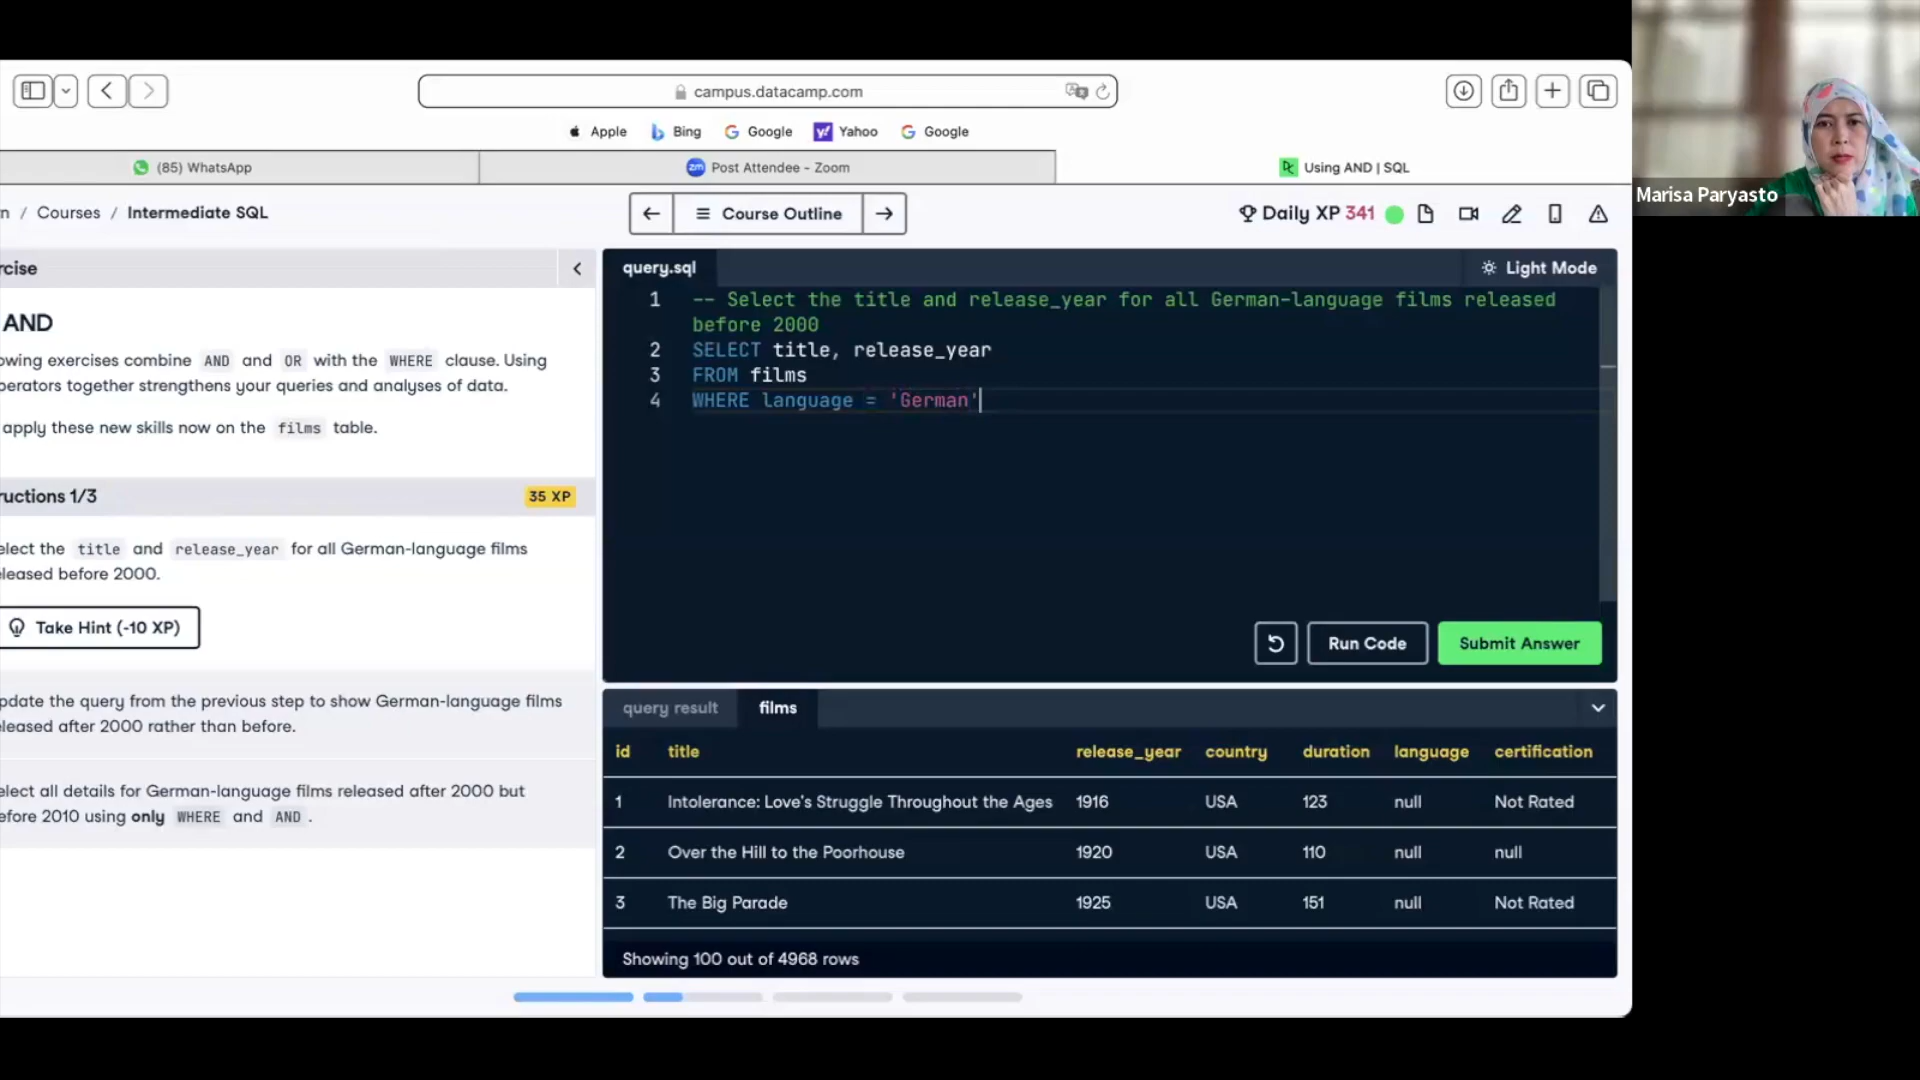 campus.datacamp.com
Apple Bing Google Yahoo Google
(85) WhatsApp Post Attendee - Zoom Using AND | SQL
Marisa Paryasto
n / Courses / Intermediate SQL
Course Outline
Daily XP 341
rcise
AND
owing exercises combine AND and OR with the WHERE clause. Using
perators together strengthens your queries and analyses of data.
apply these new skills now on the films table.
ructions 1/3 35 XP
elect the title and release_year for all German-language films
eleased before 2000.
Take Hint (-10 XP)
pdate the query from the previous step to show German-language films
eleased after 2000 rather than before.
elect all details for German-language films released after 2000 but
efore 2010 using only WHERE and AND .
query.sql Light Mode
1 -- Select the title and release_year for all German-language films released
before 2000
2 SELECT title, release_year
3 FROM films
4 WHERE language = 'German'
Run Code Submit Answer
query result films
id title release_year country duration language certification
1 Intolerance: Love's Struggle Throughout the Ages 1916 USA 123 null Not Rated
2 Over the Hill to the Poorhouse 1920 USA 110 null null
3 The Big Parade 1925 USA 151 null Not Rated
Showing 100 out of 4968 rows